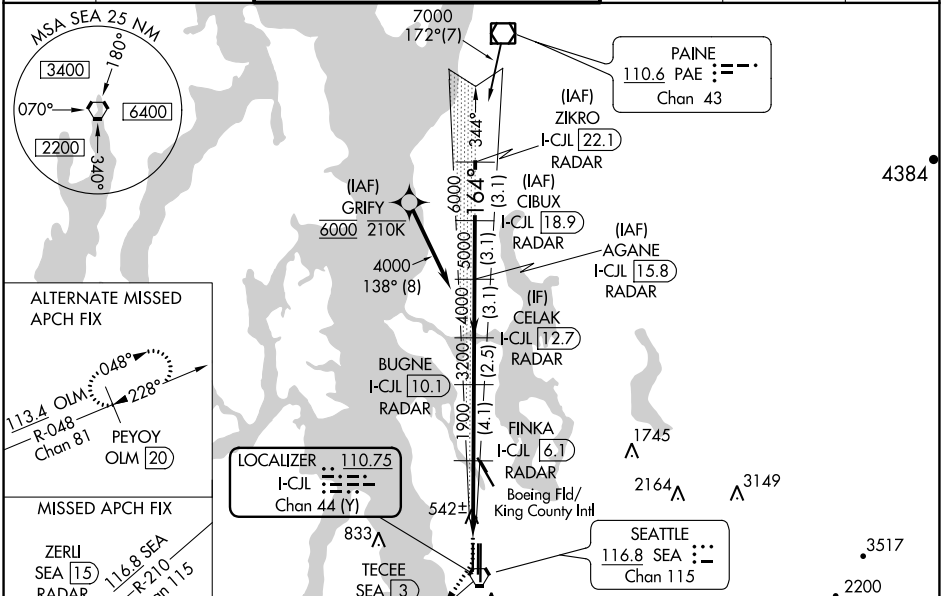 MSA SEA 25 NM
180°
3400
070°
6400
2200
340°
7000
172°(7)
PAINE
110.6 PAE
Chan 43
344°
(IAF)
ZIKRO
I-CJL 22.1
RADAR
4384
164°
6000
(3.1)
(IAF)
CIBUX
I-CJL 18.9
RADAR
(IAF)
GRIFY
6000 210K
5000
(3.1)
(IAF)
AGANE
I-CJL 15.8
RADAR
4000
138° (8)
4000
(3.1)
(IF)
CELAK
I-CJL 12.7
RADAR
ALTERNATE MISSED
APCH FIX
048°
228°
113.4 OLM
R-048
Chan 81
PEYOY
OLM 20
3200
(2.5)
BUGNE
I-CJL 10.1
RADAR
1900
(4.1)
FINKA
I-CJL 6.1
RADAR
Boeing Fld/
King County Intl
1745
2164
3149
LOCALIZER 110.75
I-CJL
Chan 44 (Y)
542±
833
MISSED APCH FIX
ZERLI
SEA 15
RADAR
116.8 SEA
R-210
an 115
TECEE
SEA 3
SEATTLE
116.8 SEA
Chan 115
3517
2200